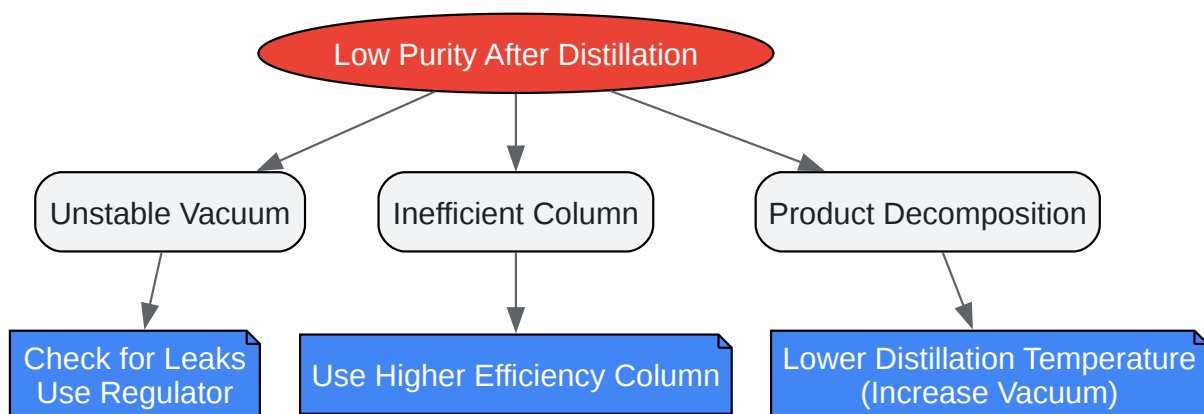 Low Purity After Distillation
Unstable Vacuum
Inefficient Column
Product Decomposition
Check for Leaks
Use Regulator
Use Higher Efficiency Column
Lower Distillation Temperature
(Increase Vacuum)